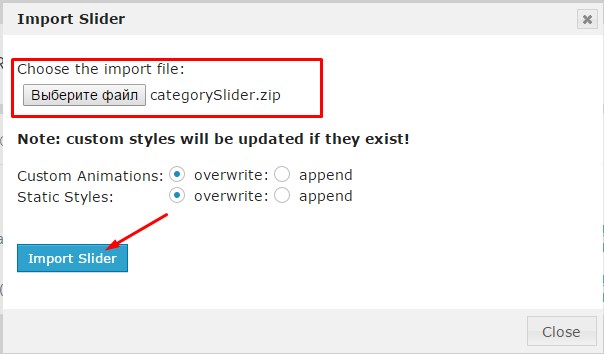 Import Slider
Choose the import file:
Выберите файл categorySlider.zip
Note: custom styles will be updated if they exist!
Custom Animations: overwrite: append
Static Styles: overwrite: append
Import Slider
Close